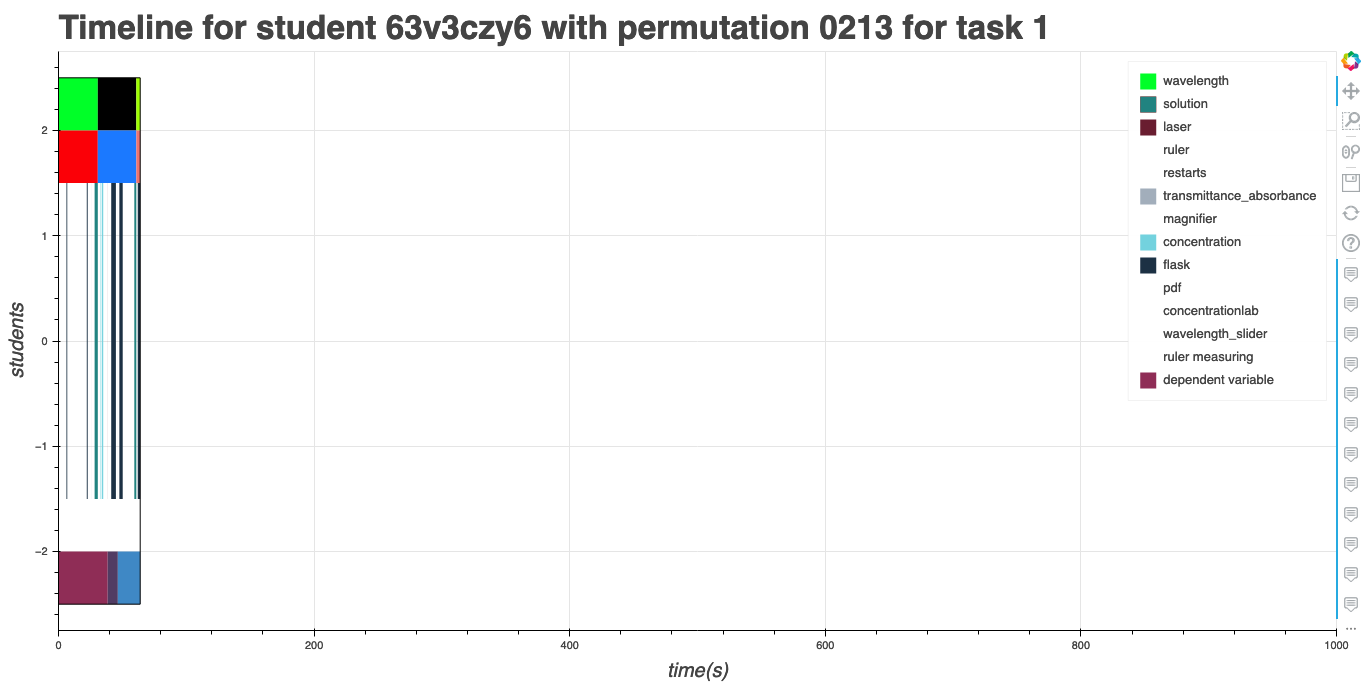 Timeline for student 63v3czy6 with permutation 0213 for task 1
wavelength
solution
laser
ruler
restarts
transmittance_absorbance
magnifier
concentration
flask
pdf
concentrationlab
wavelength_slider
ruler measuring
dependent variable
2
1
0
−1
−2
students
0 200 400 600 800 1000
time(s)